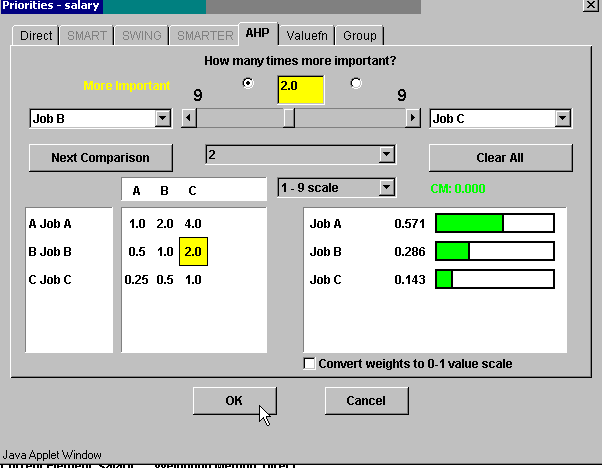 Priorities - salary
Direct SMART SWING SMARTER AHP Valuefn Group
How many times more important?
More Important 9 2.0 9
Job B Job C
Next Comparison 2 Clear All
A B C 1 - 9 scale CM: 0.000
A Job A 1.0 2.0 4.0 Job A 0.571
B Job B 0.5 1.0 2.0 Job B 0.286
C Job C 0.25 0.5 1.0 Job C 0.143
Convert weights to 0-1 value scale
OK Cancel
Java Applet Window